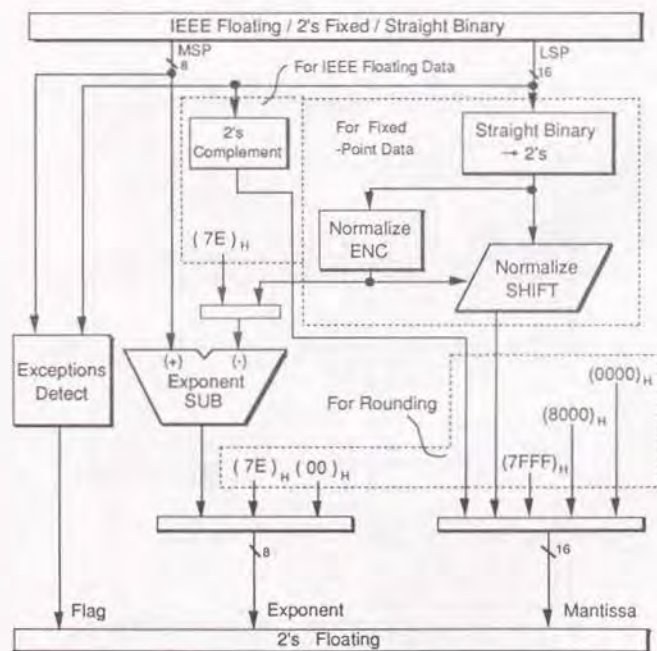 IEEE Floating / 2's Fixed / Straight Binary
MSP
8
LSP
16
For IEEE Floating Data
2's
Complement
For Fixed
-Point Data
Straight Binary
→ 2's
(7E)H
Normalize
ENC
Normalize
SHIFT
(+)
(-)
Exponent
SUB
Exceptions
Detect
For Rounding
(0000)H
(8000)H
(7FFF)H
(7E)H
(00)H
8
16
Flag
Exponent
Mantissa
2's Floating